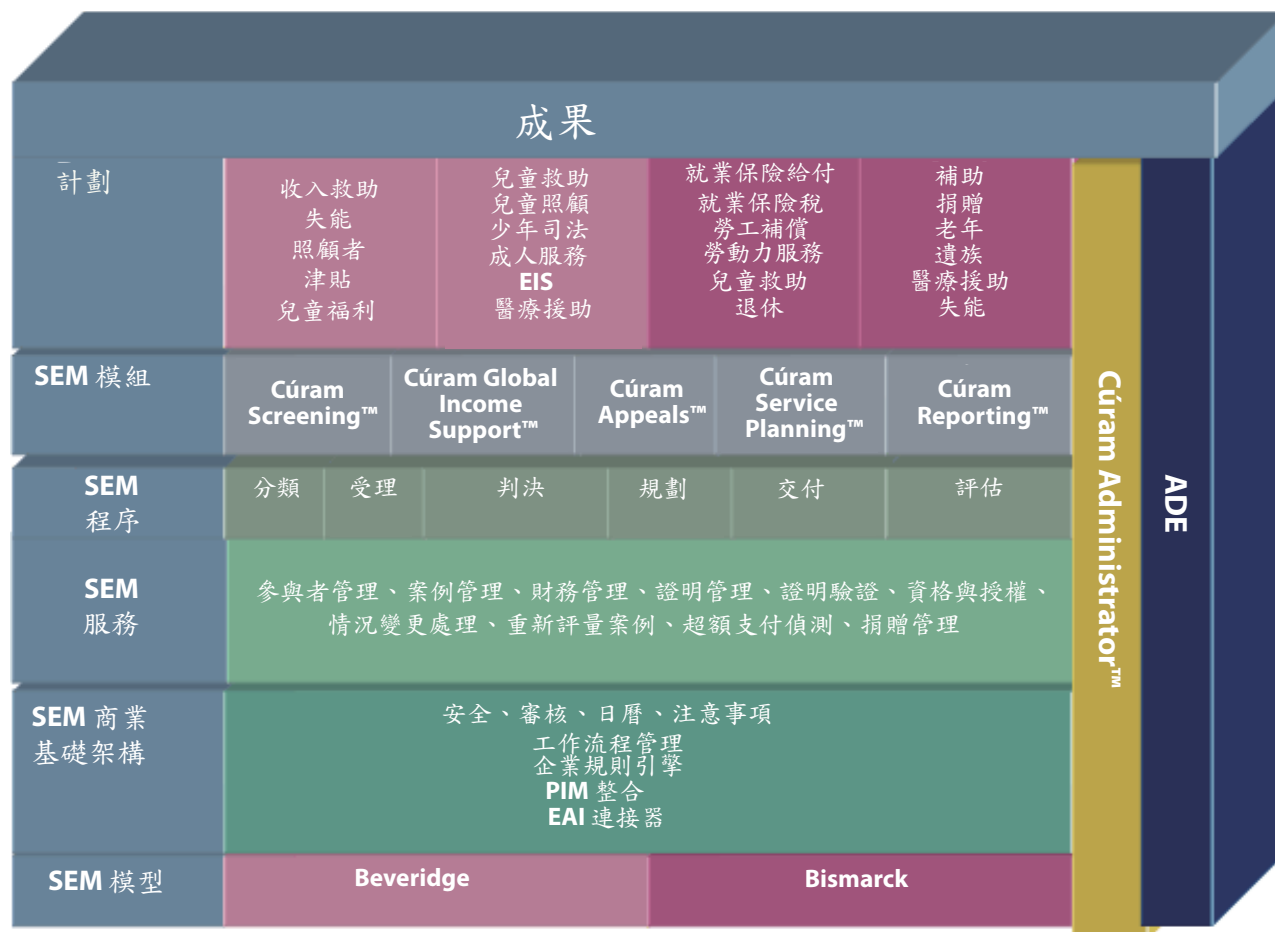 成果
計劃
收入救助
失能
照顧者
津貼
兒童福利
兒童救助
兒童照顧
少年司法
成人服務
EIS
醫療援助
就業保險給付
就業保險稅
勞工補償
勞動力服務
兒童救助
退休
補助
捐贈
老年
遺族
醫療援助
失能
SEM 模組
Cúram
Screening™
Cúram Global
Income
Support™
Cúram
Appeals™
Cúram
Service
Planning™
Cúram
Reporting™
SEM
程序
分類
受理
判決
規劃
交付
評估
SEM
服務
參與者管理、案例管理、財務管理、證明管理、證明驗證、資格與授權、
情況變更處理、重新評量案例、超額支付偵測、捐贈管理
SEM 商業
基礎架構
安全、審核、日曆、注意事項
工作流程管理
企業規則引擎
PIM 整合
EAI 連接器
SEM 模型
Beveridge
Bismarck
Cúram Administrator™
ADE